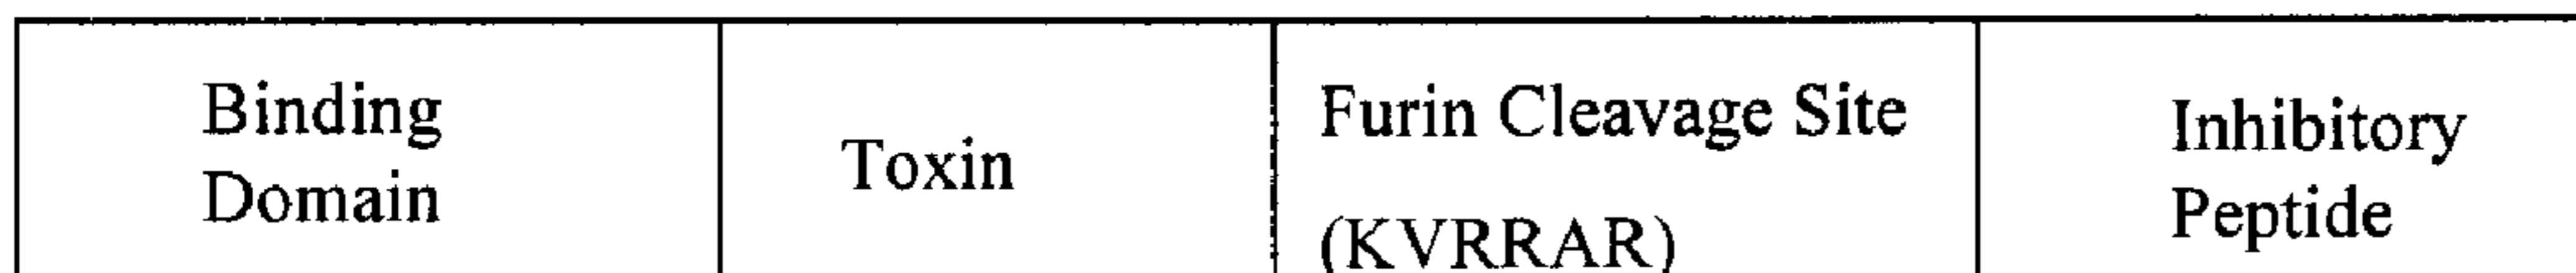 Binding
Domain
Toxin
Furin Cleavage Site
(KVRRAR)
Inhibitory
Peptide